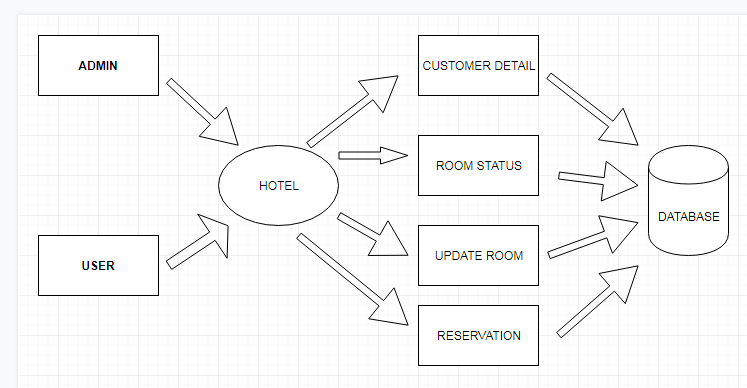 ADMIN
CUSTOMER DETAIL
ROOM STATUS
HOTEL
DATABASE
USER
UPDATE ROOM
RESERVATION